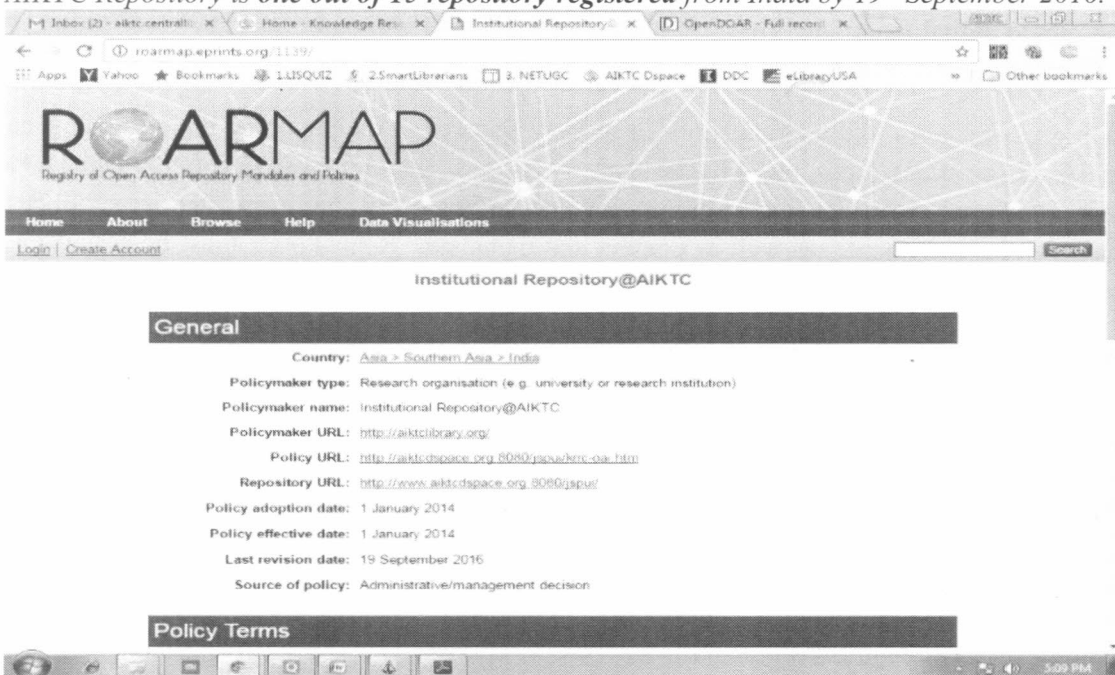 AIKTC Repository is one out of 16 repository registered from India by 19th September 2016.
Inbox (2) - aiktc.centrallib
Home - Knowledge Res
Institutional Repository@
OpenDOAR - Full record
roarmap.eprints.org/1139/
Apps Yahoo Bookmarks 1.LISQUIZ 2.SmartLibrarians 3. NETUGC AIKTC Dspace DDC eLibraryUSA » Other bookmarks
ROARMAP
Registry of Open Access Repository Mandates and Policies
Home About Browse Help Data Visualisations
Login | Create Account Search
Institutional Repository@AIKTC
General
Country: Asia > Southern Asia > India
Policymaker type: Research organisation (e.g. university or research institution)
Policymaker name: Institutional Repository@AIKTC
Policymaker URL: http://aiktclibrary.org/
Policy URL: http://aiktcdspace.org:8080/jspui/krrc-oai.htm
Repository URL: http://www.aiktcdspace.org:8080/jspui/
Policy adoption date: 1 January 2014
Policy effective date: 1 January 2014
Last revision date: 19 September 2016
Source of policy: Administrative/management decision
Policy Terms
5:09 PM